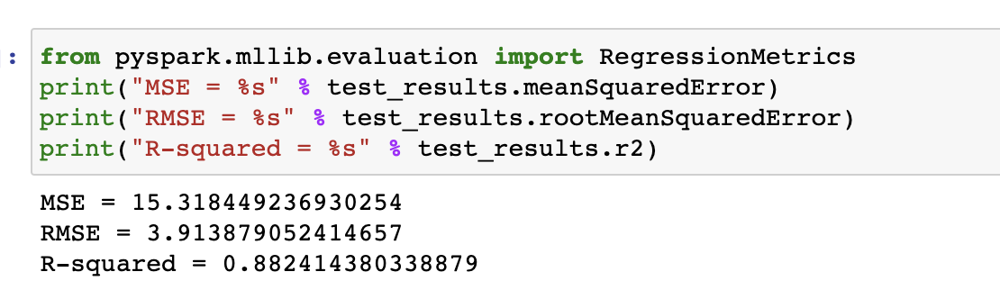 :
from pyspark.mllib.evaluation import RegressionMetrics
print("MSE = %s" % test_results.meanSquaredError)
print("RMSE = %s" % test_results.rootMeanSquaredError)
print("R-squared = %s" % test_results.r2)
MSE = 15.318449236930254
RMSE = 3.913879052414657
R-squared = 0.882414380338879